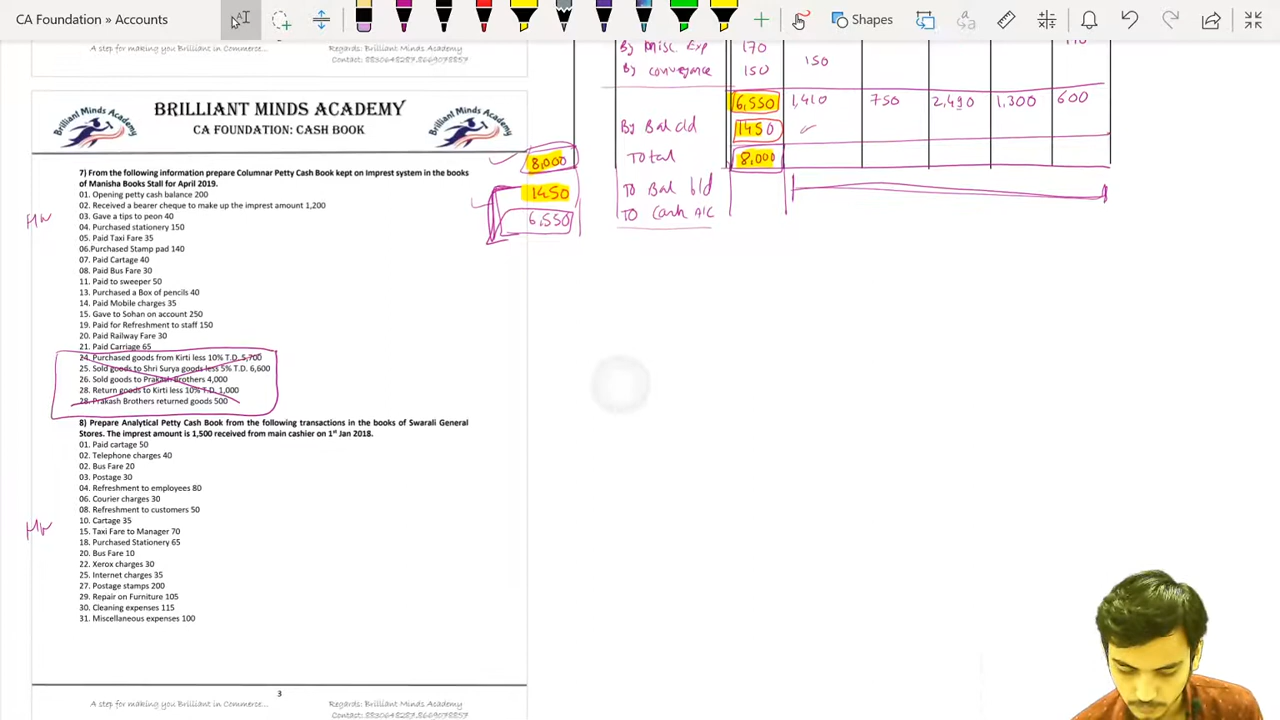 CA Foundation » Accounts
Shapes
A step for making you Brilliant in Commerce...
Regards: Brilliant Minds Academy
Contact: 8830648287,8669078857
BRILLIANT MINDS ACADEMY
CA FOUNDATION: CASH BOOK
7) From the following information prepare Columnar Petty Cash Book kept on Imprest system in the books
of Manisha Books Stall for April 2019.
01. Opening petty cash balance 200
02. Received a bearer cheque to make up the imprest amount 1,200
03. Gave a tips to peon 40
04. Purchased stationery 150
05. Paid Taxi Fare 35
06.Purchased Stamp pad 140
07. Paid Cartage 40
08. Paid Bus Fare 30
11. Paid to sweeper 50
13. Purchased a Box of pencils 40
14. Paid Mobile charges 35
15. Gave to Sohan on account 250
19. Paid for Refreshment to staff 150
20. Paid Railway Fare 30
21. Paid Carriage 65
24. Purchased goods from Kirti less 10% T.D. 5,700
25. Sold goods to Shri Surya goods less 5% T.D. 6,600
26. Sold goods to Prakash Brothers 4,000
28. Return goods to Kirti less 10% T.D. 1,000
28. Prakash Brothers returned goods 500
HW
8) Prepare Analytical Petty Cash Book from the following transactions in the books of Swarali General
Stores. The imprest amount is 1,500 received from main cashier on 1st Jan 2018.
01. Paid cartage 50
02. Telephone charges 40
02. Bus Fare 20
03. Postage 30
04. Refreshment to employees 80
06. Courier charges 30
08. Refreshment to customers 50
10. Cartage 35
15. Taxi Fare to Manager 70
18. Purchased Stationery 65
20. Bus Fare 10
22. Xerox charges 30
25. Internet charges 35
27. Postage stamps 200
29. Repair on Furniture 105
30. Cleaning expenses 115
31. Miscellaneous expenses 100
HW
3
A step for making you Brilliant in Commerce...
Regards: Brilliant Minds Academy
Contact: 8830648287,8669078857
8,000
1450
6,550
By Misc. Exp 170
By conveyance 150 150
6,550 1,410 750 2,490 1,300 600
By Bal c/d 1450
Total 8,000
To Bal b/d
To Cash A/c